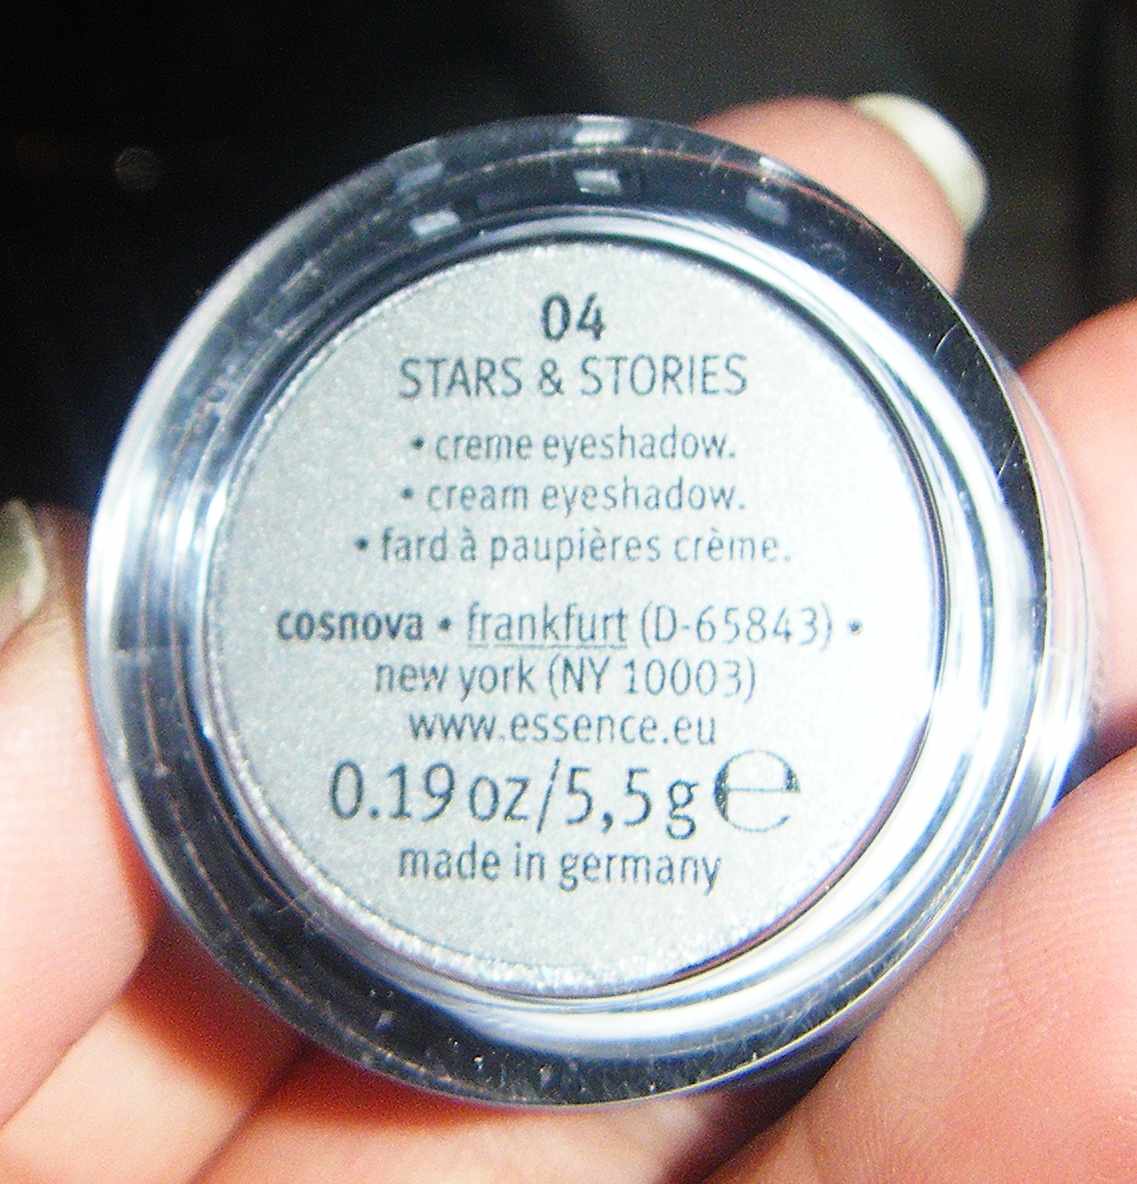 04
STARS & STORIES
• creme eyeshadow.
• cream eyeshadow.
• fard à paupières crème.
cosnova • frankfurt (D-65843) •
new york (NY 10003)
www.essence.eu
0.19 oz/5,5 g ℮
made in germany